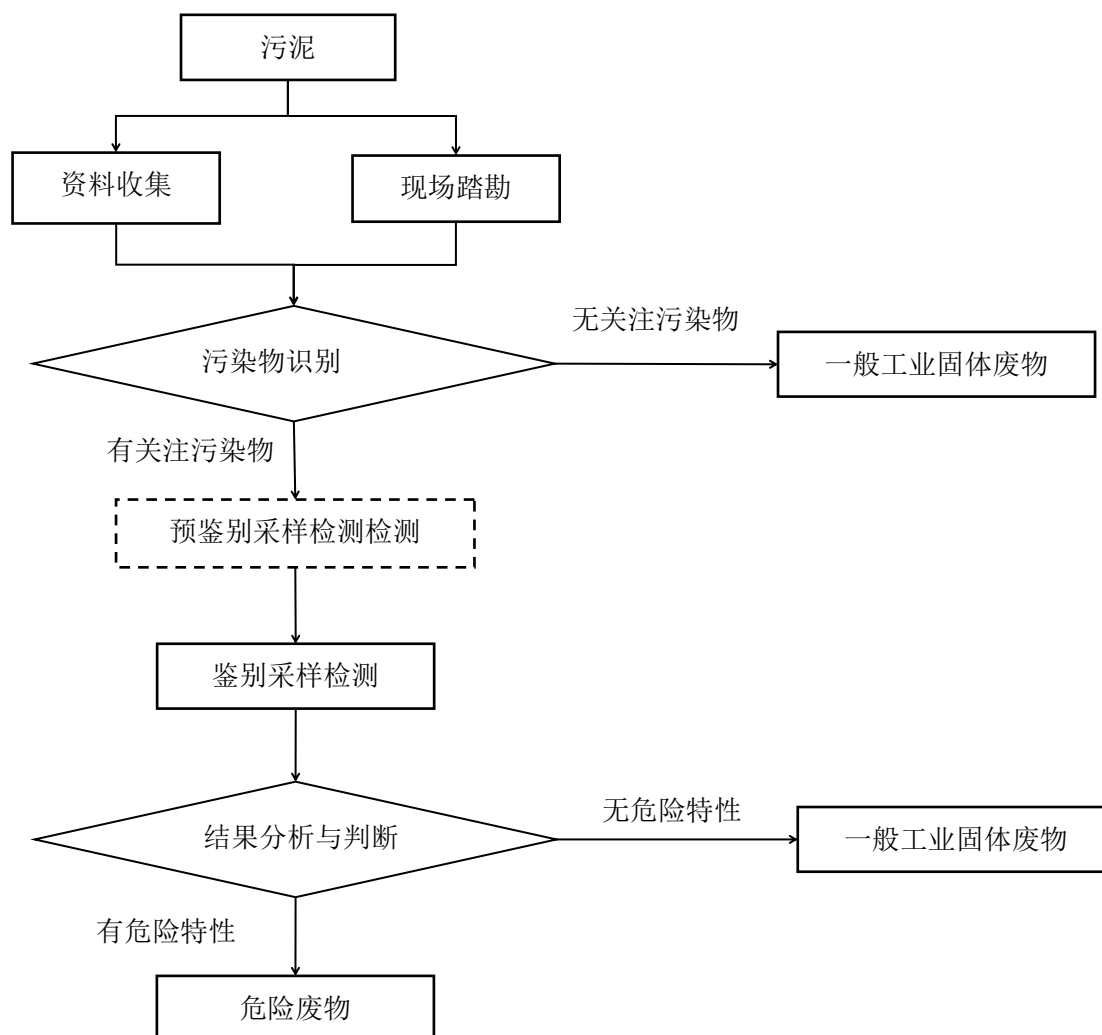 污泥
资料收集
现场踏勘
无关注污染物
污染物识别
一般工业固体废物
有关注污染物
预鉴别采样检测检测
鉴别采样检测
无危险特性
结果分析与判断
一般工业固体废物
有危险特性
危险废物